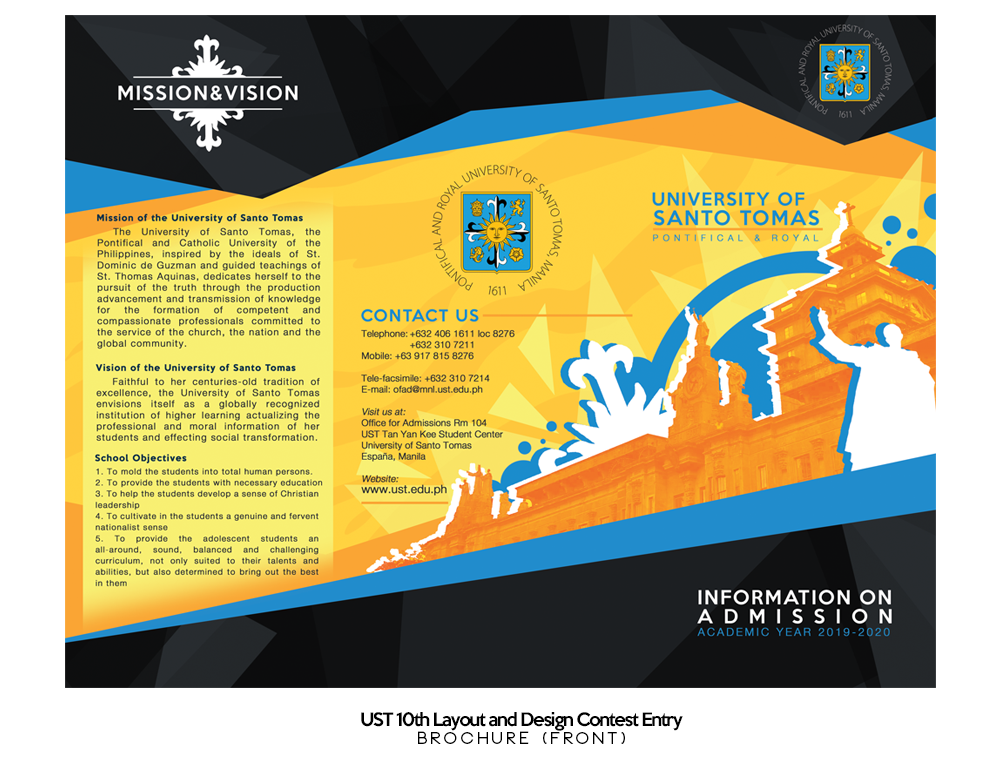 MISSION&VISION
Mission of the University of Santo Tomas
The University of Santo Tomas, the
Pontifical and Catholic University of the
Philippines, inspired by the ideals of St.
Dominic de Guzman and guided teachings of
St. Thomas Aquinas, dedicates herself to the
pursuit of the truth through the production
advancement and transmission of knowledge
for the formation of competent and
compassionate professionals committed to
the service of the church, the nation and the
global community.
Vision of the University of Santo Tomas
Faithful to her centuries-old tradition of
excellence, the University of Santo Tomas
envisions itself as a globally recognized
institution of higher learning actualizing the
professional and moral information of her
students and effecting social transformation.
School Objectives
1. To mold the students into total human persons.
2. To provide the students with necessary education
3. To help the students develop a sense of Christian
leadership
4. To cultivate in the students a genuine and fervent
nationalist sense
5. To provide the adolescent students an
all-around, sound, balanced and challenging
curriculum, not only suited to their talents and
abilities, but also determined to bring out the best
in them
PONTIFICAL AND ROYAL UNIVERSITY OF SANTO TOMAS, MANILA
1611
CONTACT US
Telephone: +632 406 1611 loc 8276
+632 310 7211
Mobile: +63 917 815 8276
Tele-facsimile: +632 310 7214
E-mail: ofad@mnl.ust.edu.ph
Visit us at:
Office for Admissions Rm 104
UST Tan Yan Kee Student Center
University of Santo Tomas
España, Manila
Website:
www.ust.edu.ph
PONTIFICAL AND ROYAL UNIVERSITY OF SANTO TOMAS, MANILA
1611
UNIVERSITY OF
SANTO TOMAS
PONTIFICAL & ROYAL
INFORMATION ON
ADMISSION
ACADEMIC YEAR 2019-2020
UST 10th Layout and Design Contest Entry
BROCHURE (FRONT)